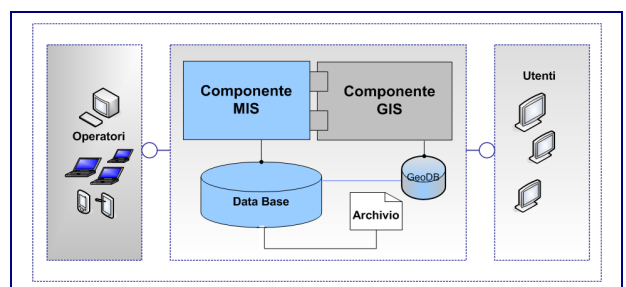 Operatori
Componente
MIS
Componente
GIS
Data Base
GeoDB
Archivio
Utenti